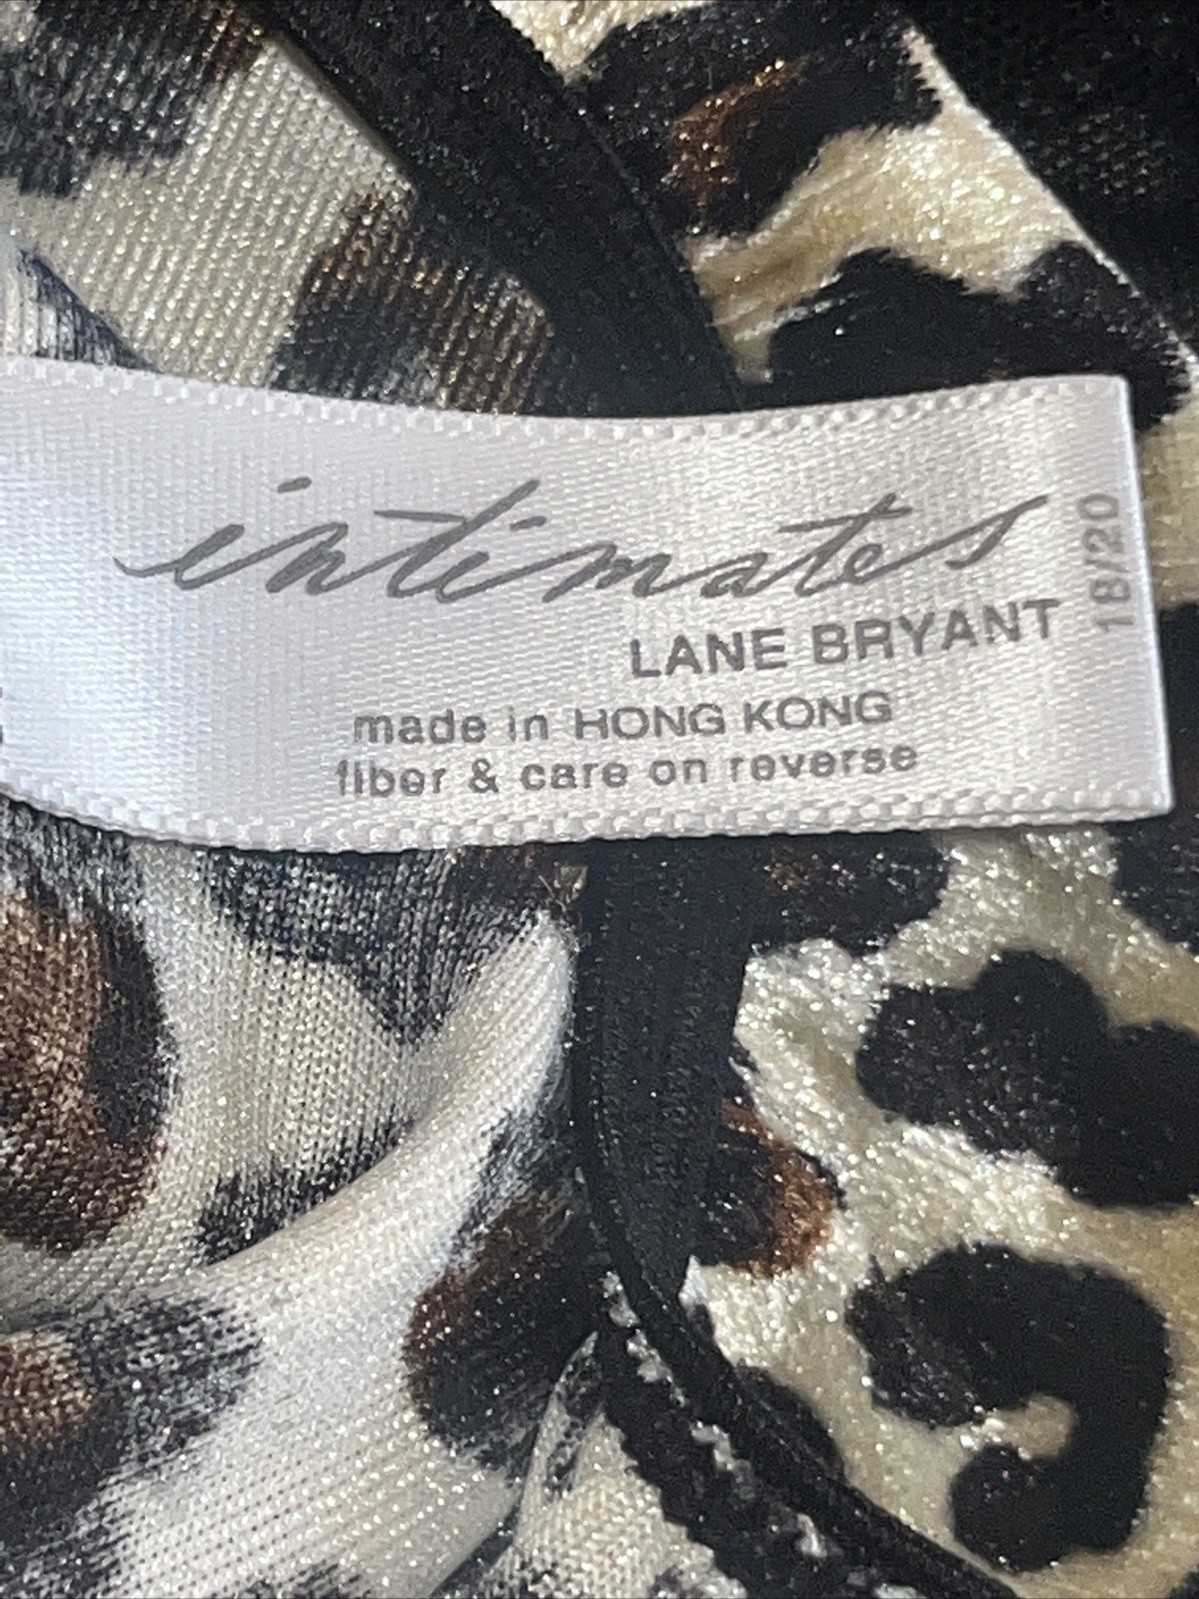 intimates
18/20
LANE BRYANT
made in HONG KONG
fiber & care on reverse